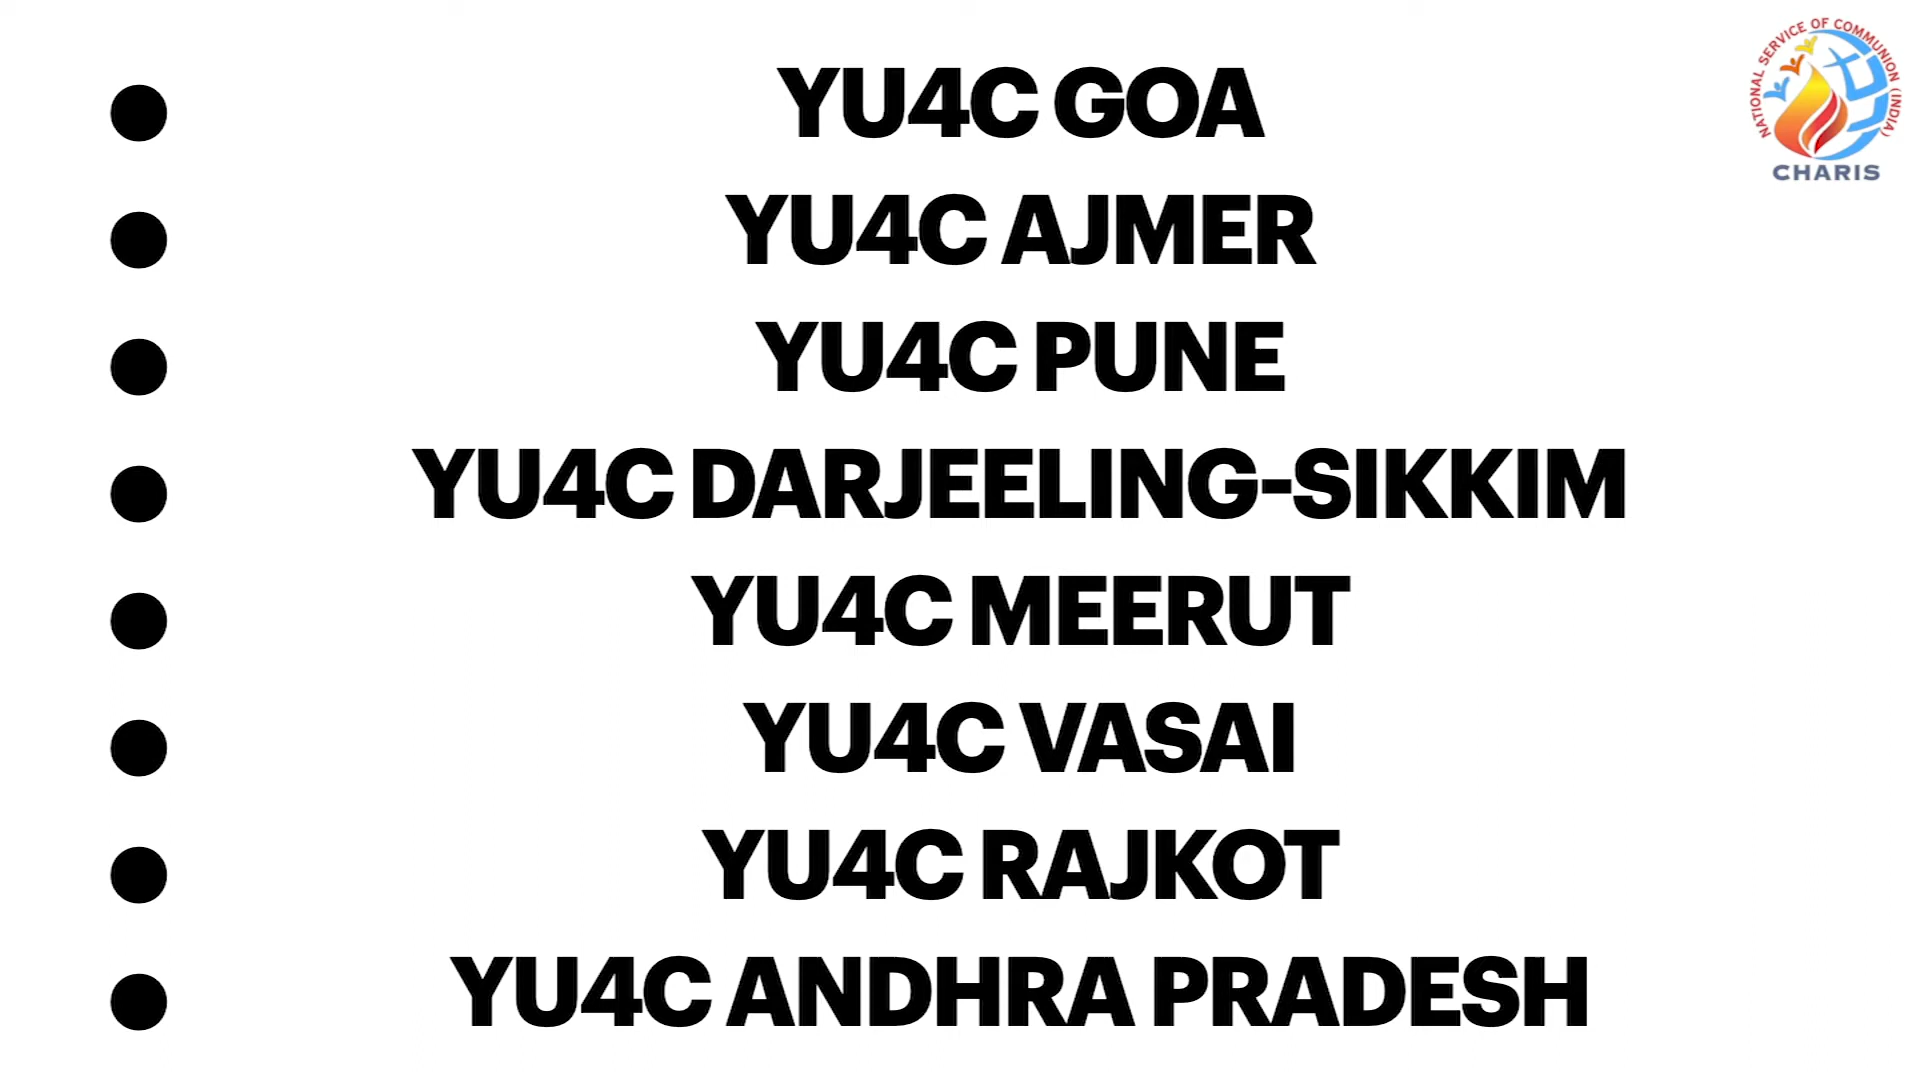 YU4C GOA
YU4C AJMER
YU4C PUNE
YU4C DARJEELING-SIKKIM
YU4C MEERUT
YU4C VASAI
YU4C RAJKOT
YU4C ANDHRA PRADESH
NATIONAL SERVICE OF COMMUNION (INDIA)
CHARIS